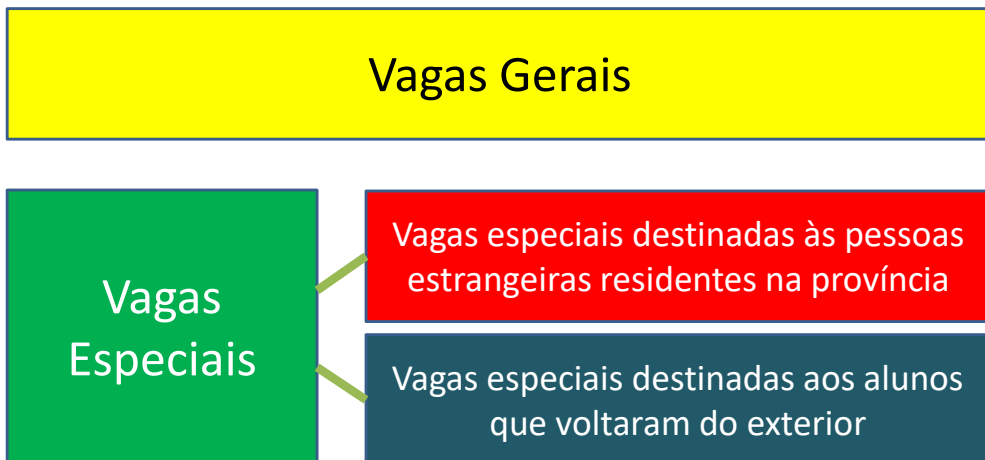 Vagas Gerais
Vagas
Especiais
Vagas especiais destinadas às pessoas
estrangeiras residentes na província
Vagas especiais destinadas aos alunos
que voltaram do exterior